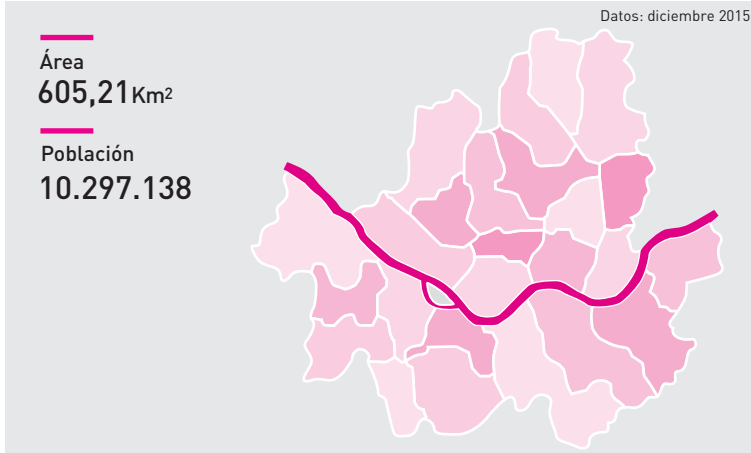 Datos: diciembre 2015
Área
605,21Km²
Población
10.297.138